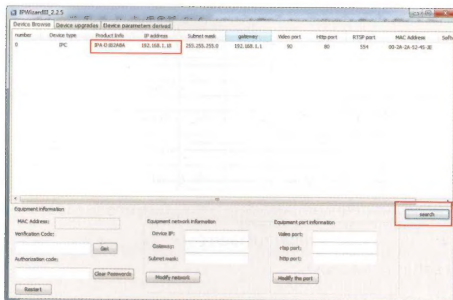 IPWizardIII_2.2.5
Device Browse Device upgrades Device parameters derived
number Device type Product Info IP address Subnet mask gateway Video port Http port RTSP port MAC Address
0 IPC 192.168.1.18 255.255.255.0 192.168.1.1 90 80 554
search
Equipment Information
MAC Address:
Verification Code:
Get
Authorization code:
Clear Passwords
Restart
Equipment network information
Device IP:
Gateway:
Subnet mask:
Modify network
Equipment port information
Video port:
rtsp port:
http port:
Modify the port